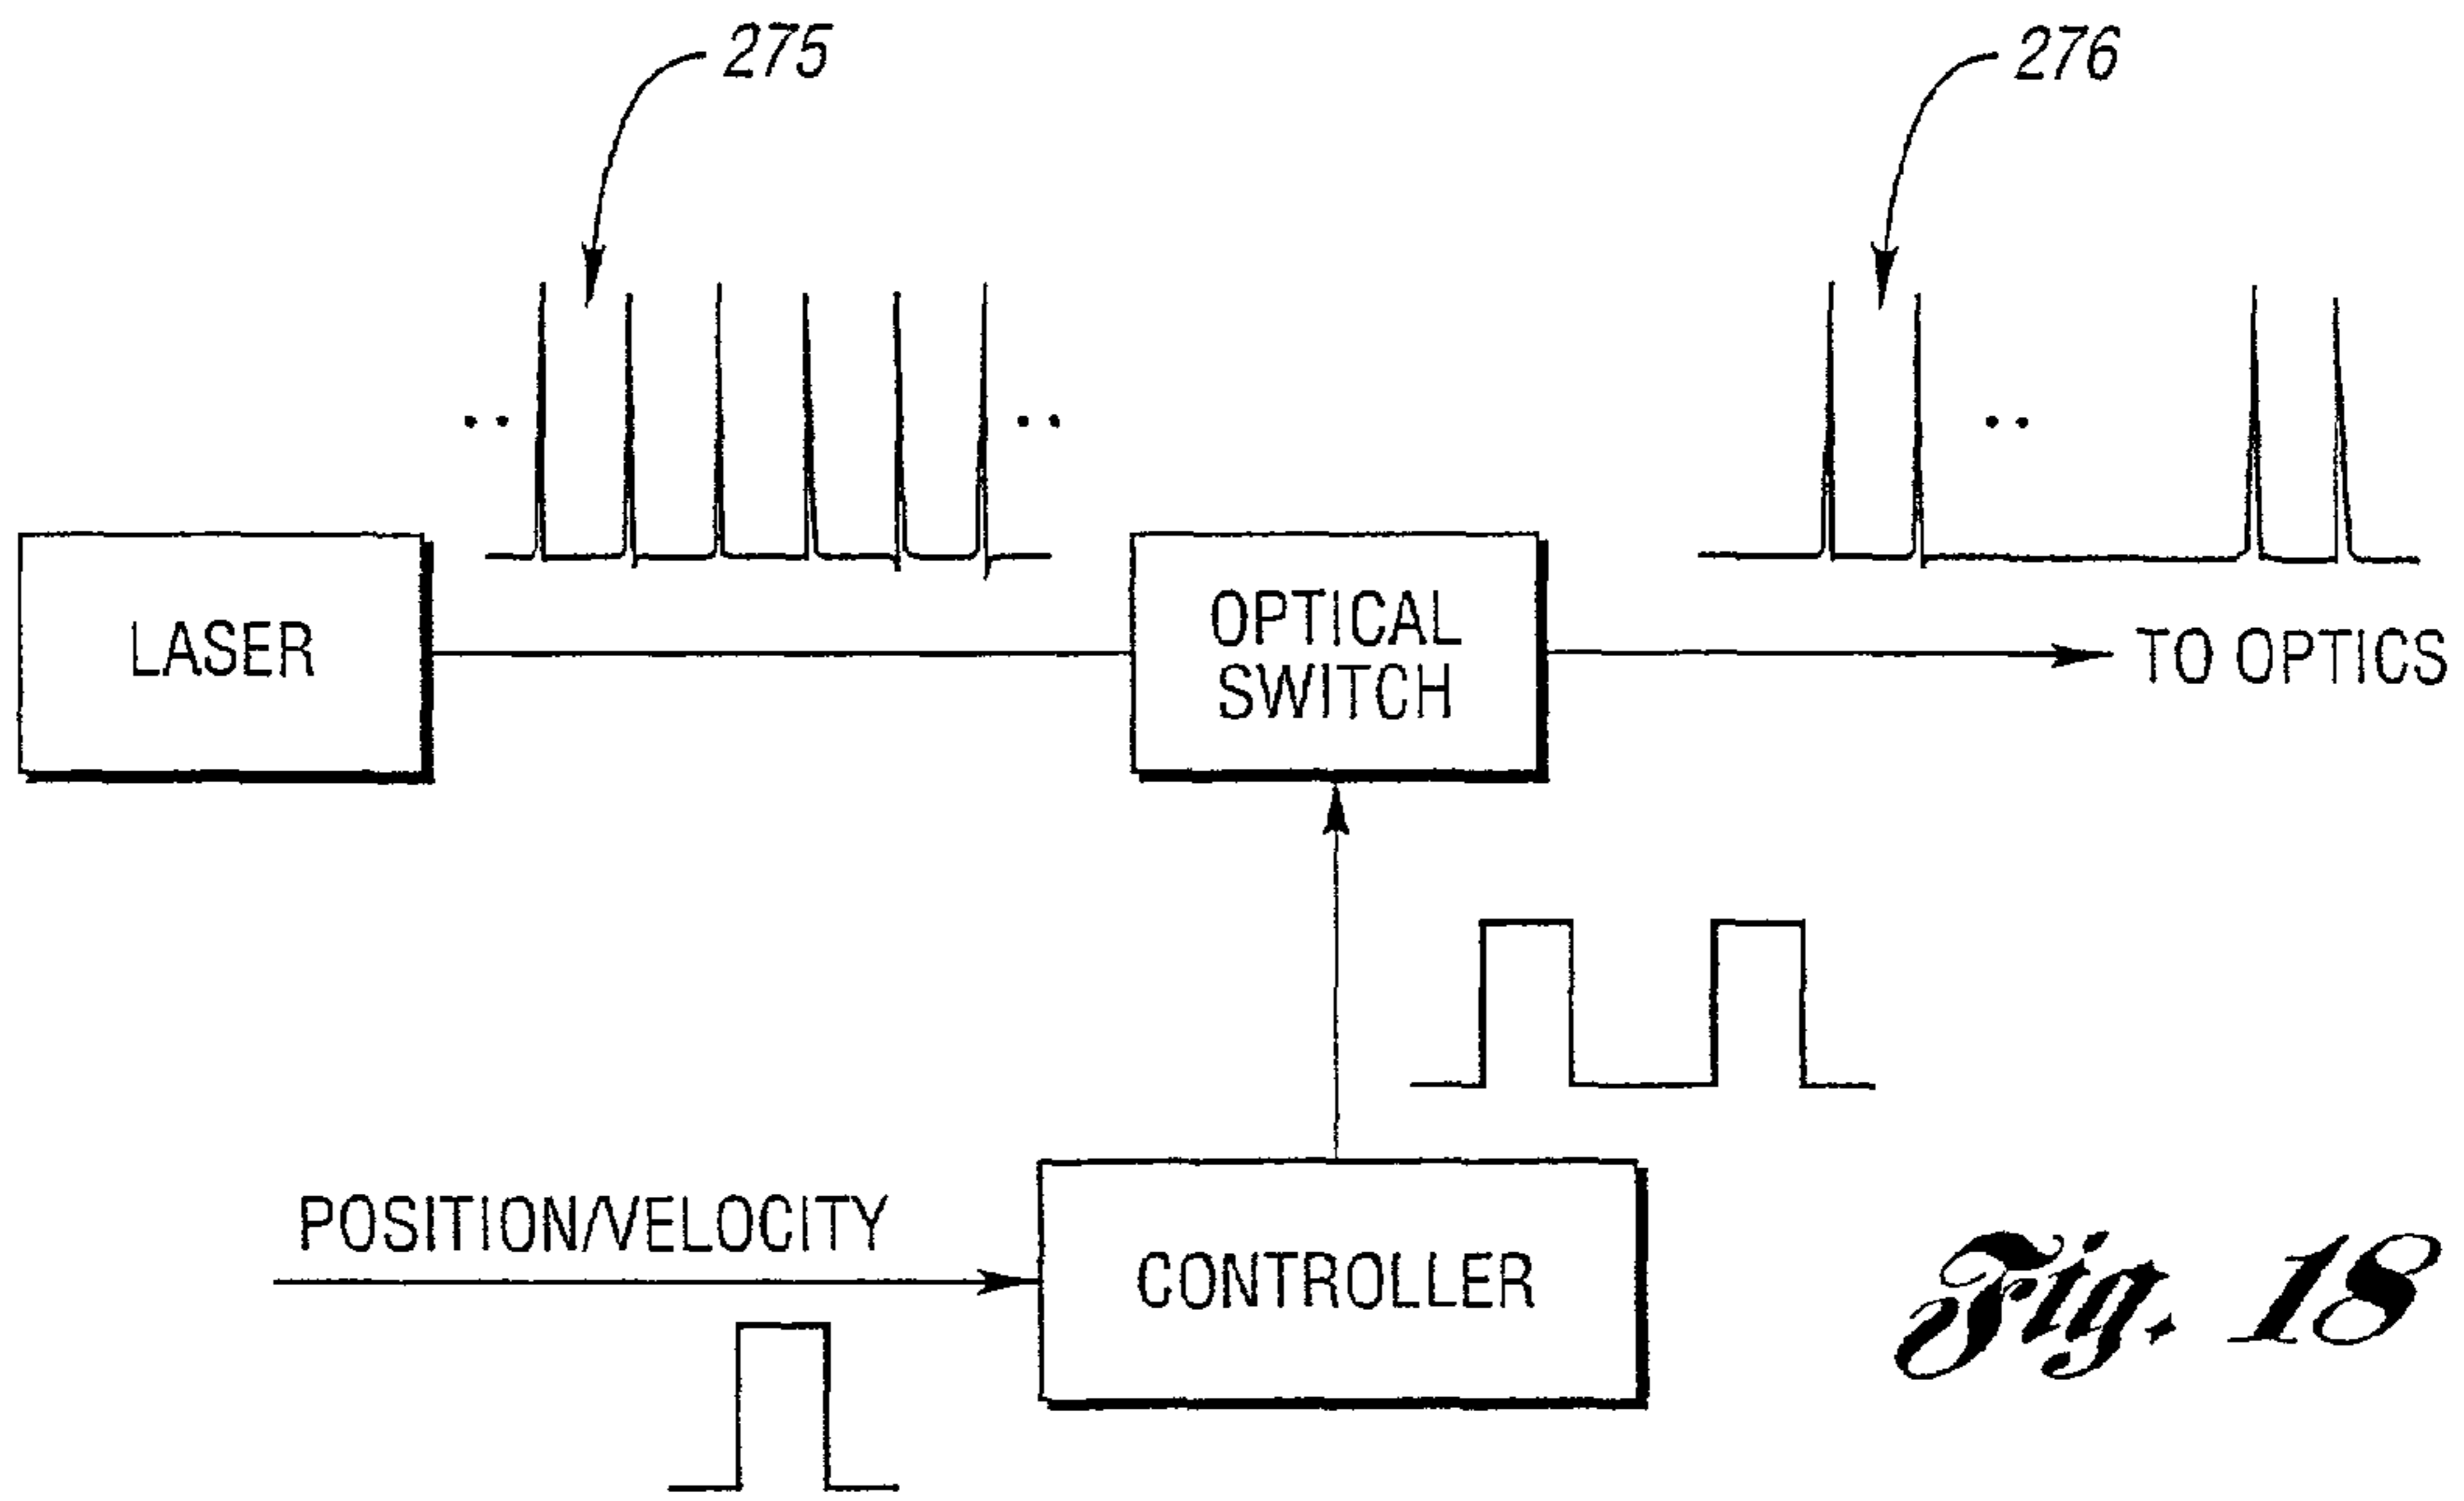 275
276
LASER
OPTICAL
SWITCH
TO OPTICS
POSITION/VELOCITY
CONTROLLER
Fig. 18